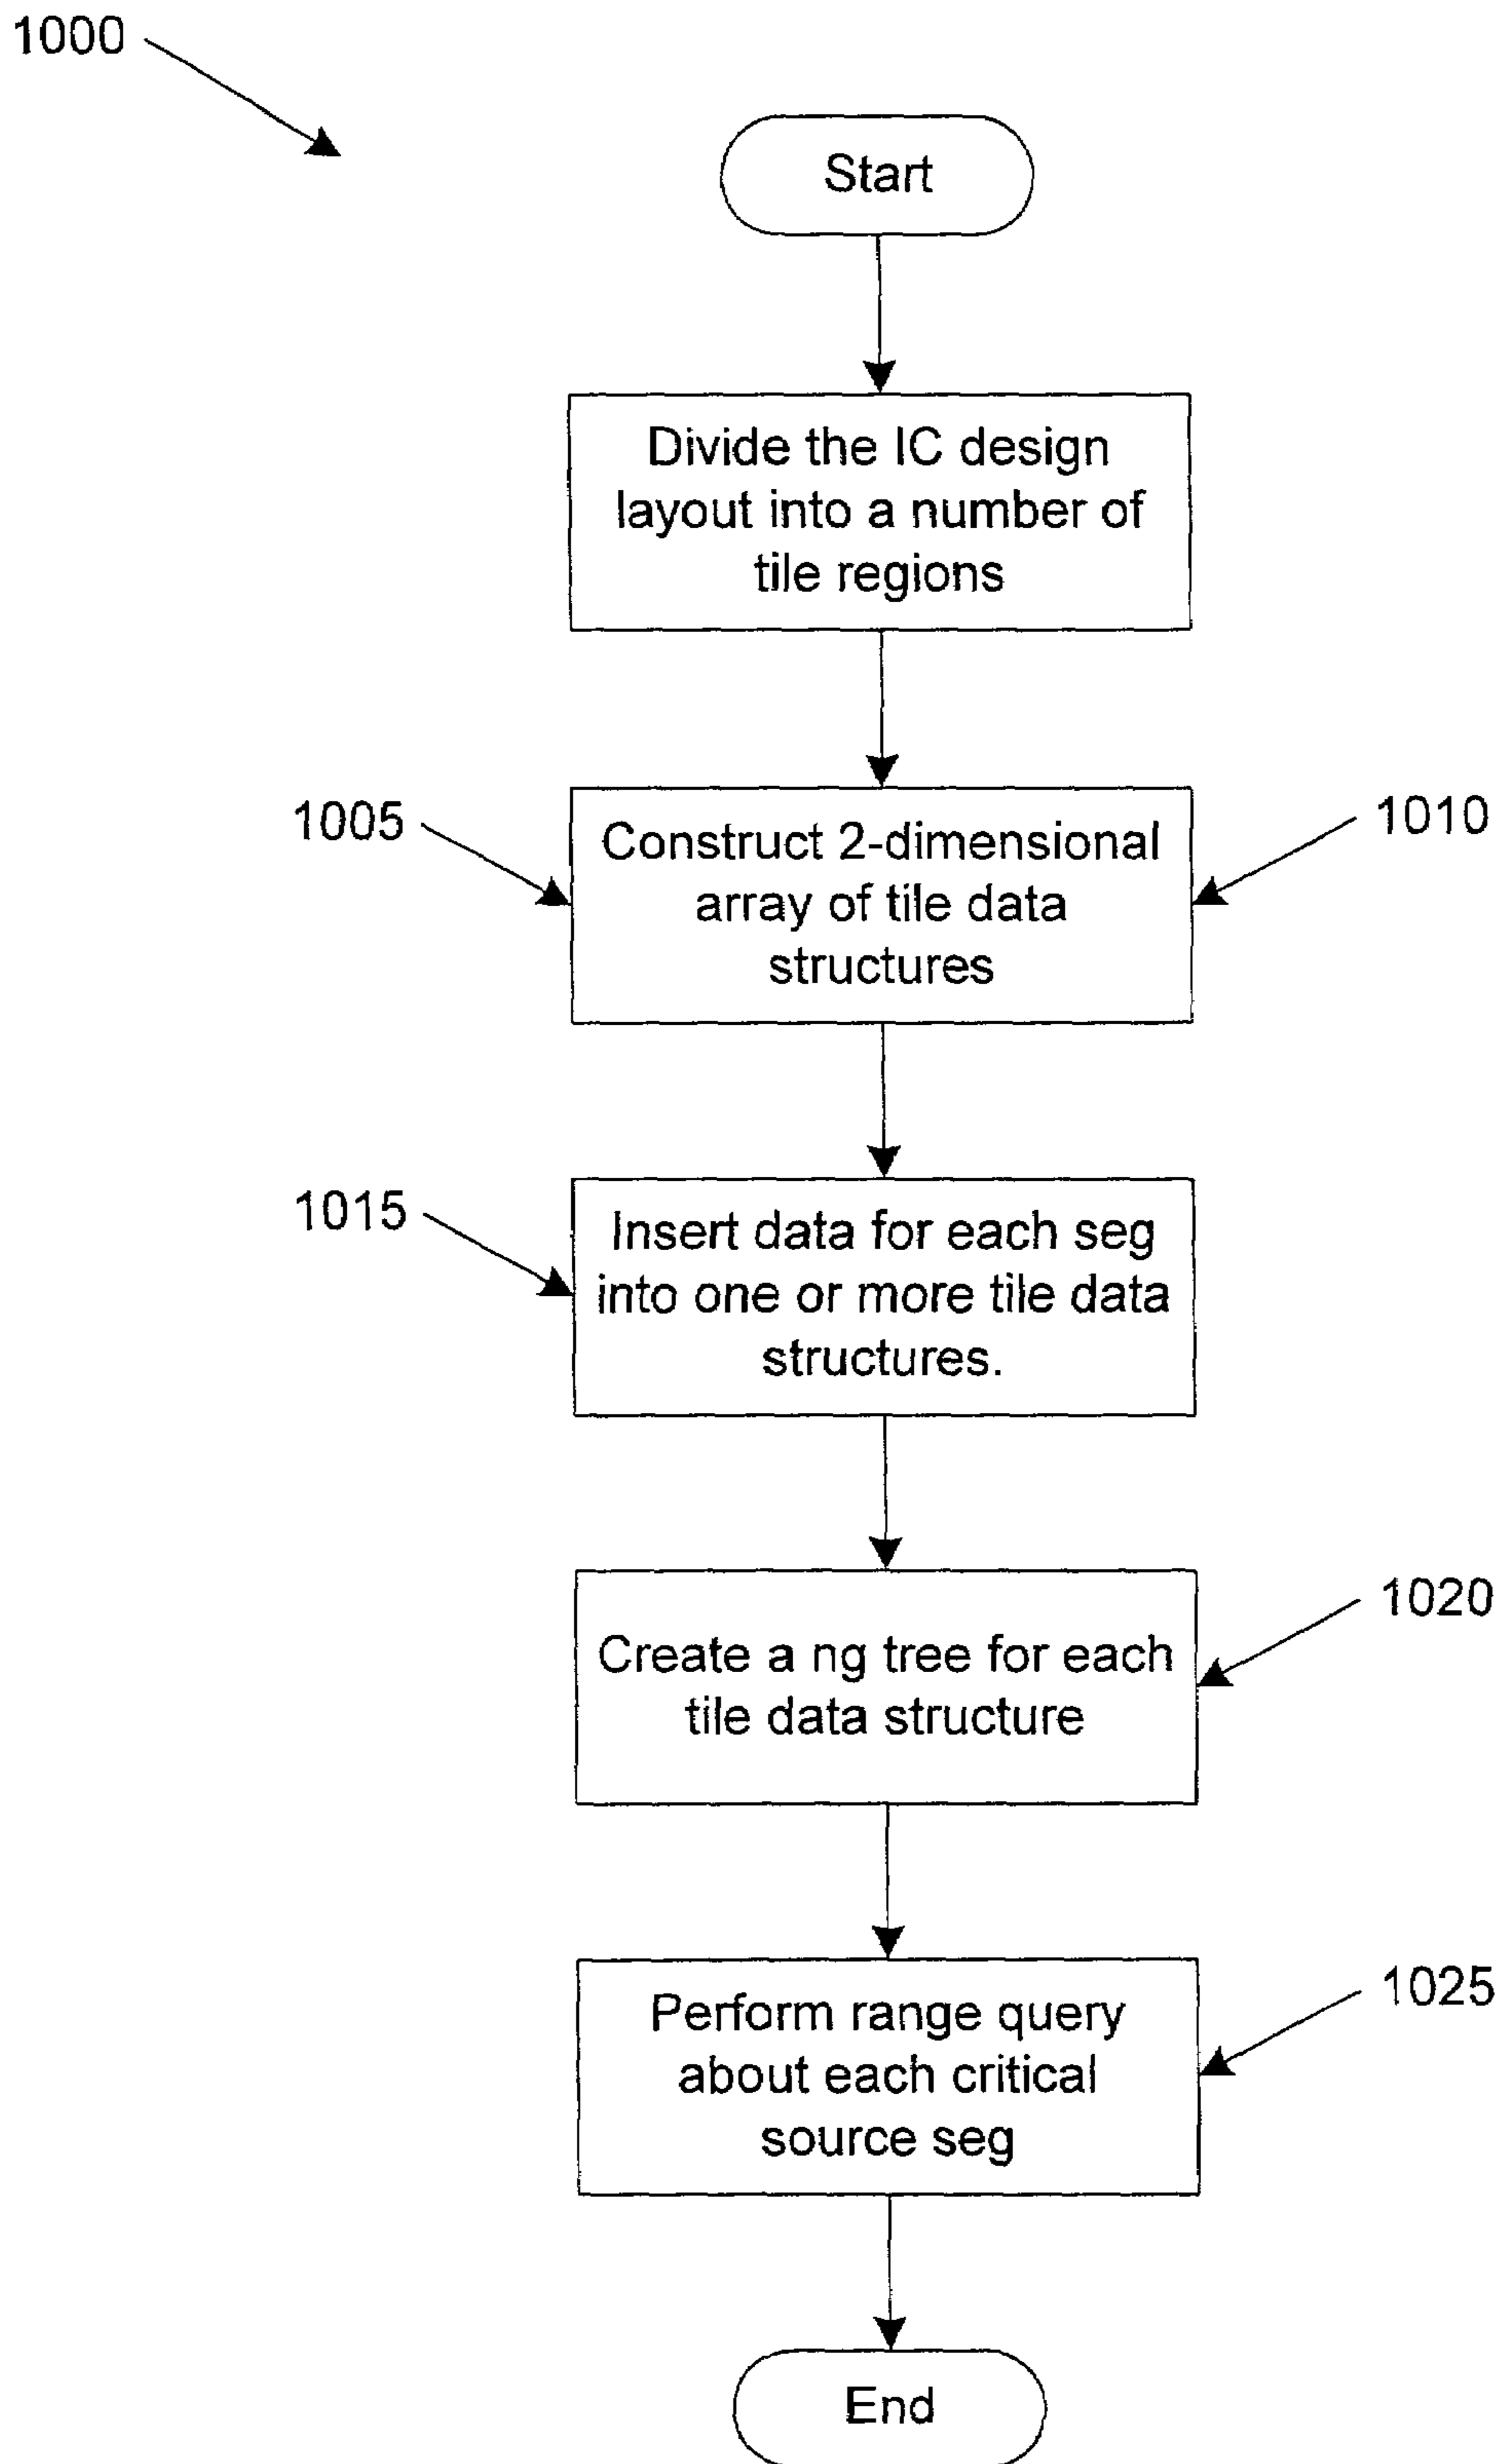 1000
Start
Divide the IC design
layout into a number of
tile regions
1005
Construct 2-dimensional
array of tile data
structures
1010
1015
Insert data for each seg
into one or more tile data
structures.
Create a ng tree for each
tile data structure
1020
Perform range query
about each critical
source seg
1025
End